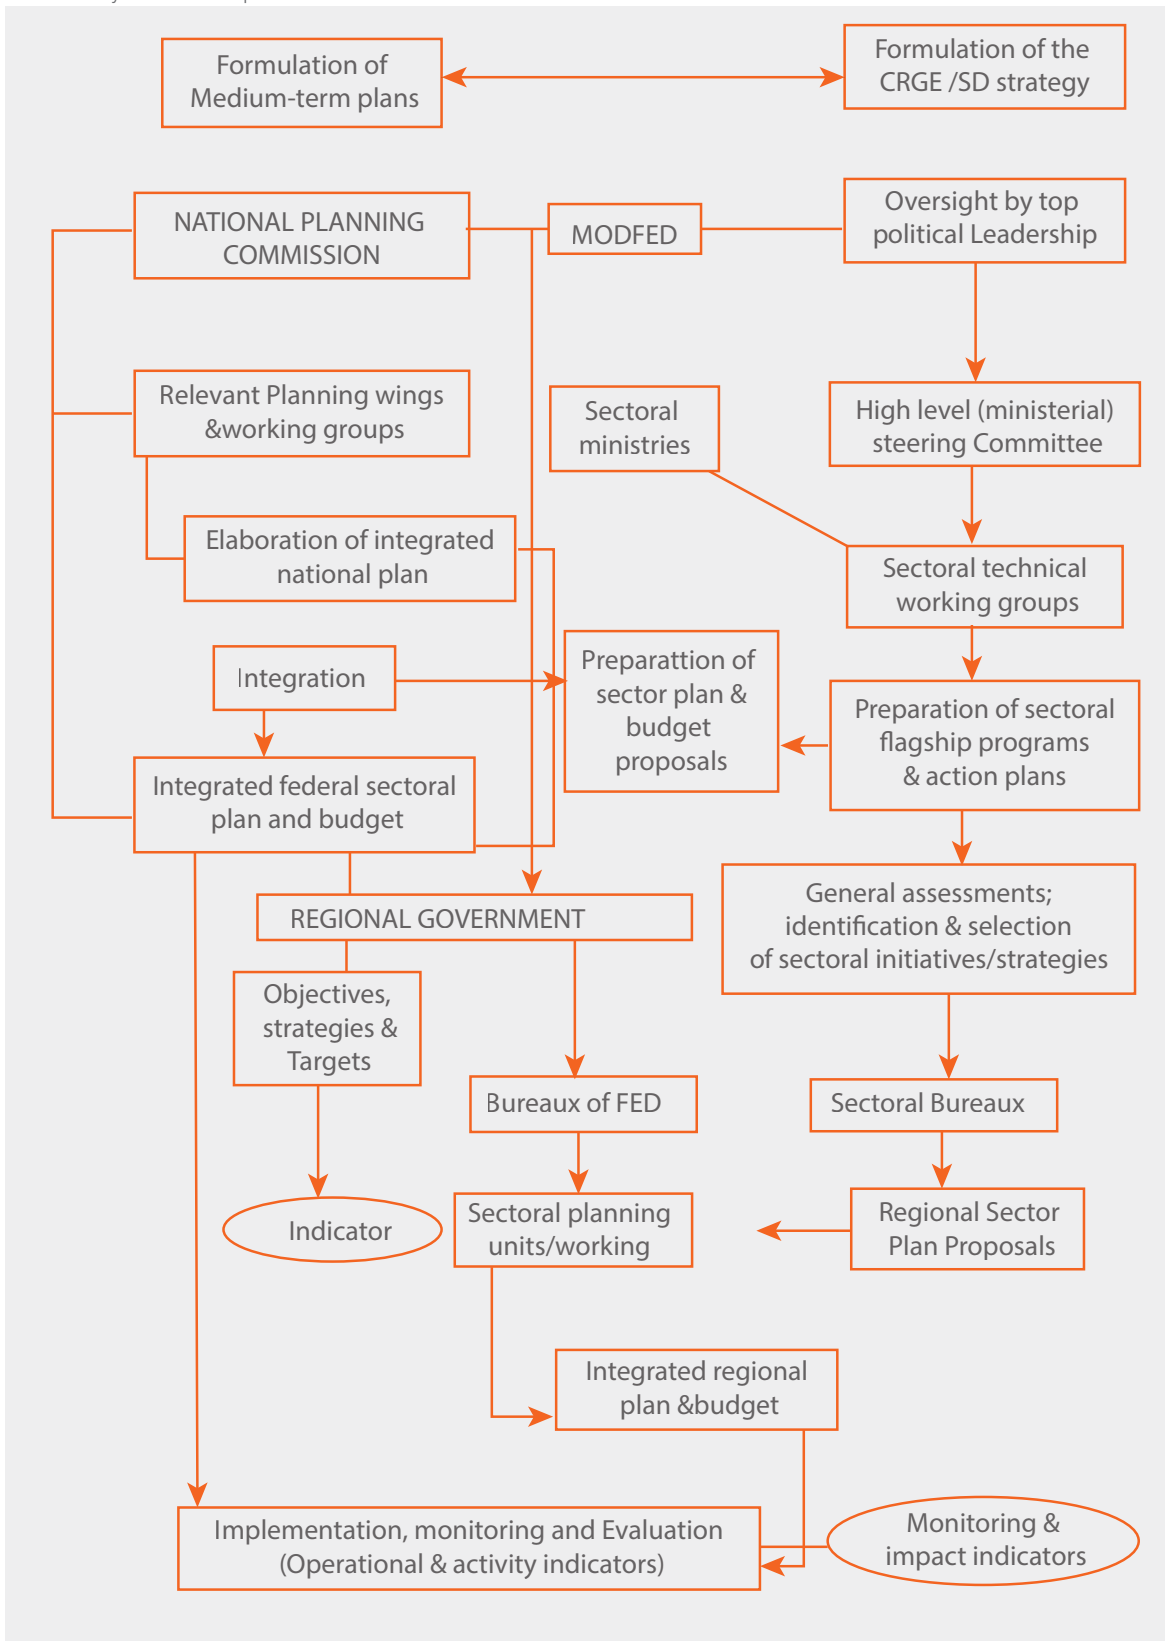 Formulation of
Medium-term plans
Formulation of the
CRGE /SD strategy
NATIONAL PLANNING
COMMISSION
MODFED
Oversight by top
political Leadership
Relevant Planning wings
&working groups
Sectoral
ministries
High level (ministerial)
steering Committee
Elaboration of integrated
national plan
Sectoral technical
working groups
Integration
Preparattion of
sector plan &
budget
proposals
Preparation of sectoral
flagship programs
& action plans
Integrated federal sectoral
plan and budget
General assessments;
identification & selection
of sectoral initiatives/strategies
REGIONAL GOVERNMENT
Objectives,
strategies &
Targets
Bureaux of FED
Sectoral Bureaux
Indicator
Sectoral planning
units/working
Regional Sector
Plan Proposals
Integrated regional
plan &budget
Implementation, monitoring and Evaluation
(Operational & activity indicators)
Monitoring &
impact indicators